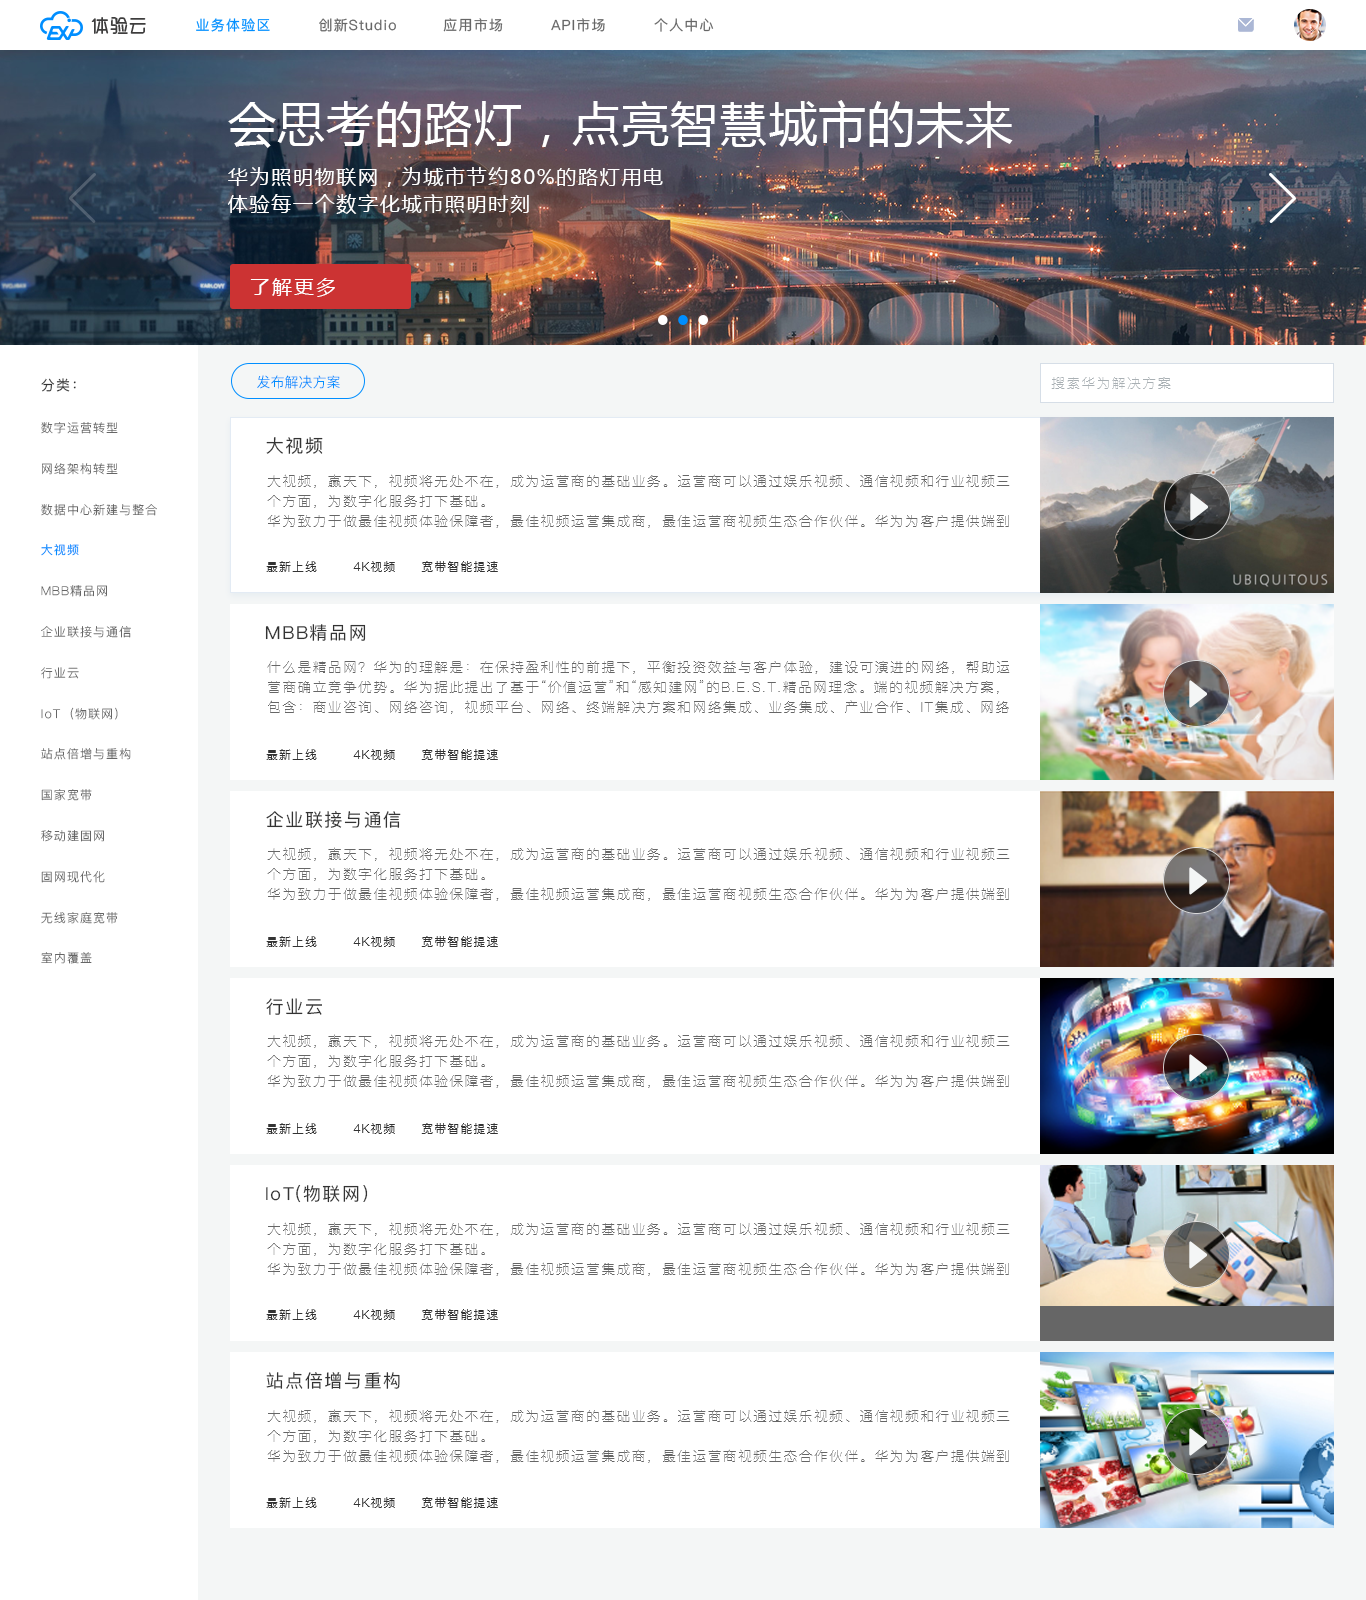 EXP 体验云
业务体验区 创新Studio 应用市场 API市场 个人中心
会思考的路灯，点亮智慧城市的未来
华为照明物联网，为城市节约80%的路灯用电
体验每一个数字化城市照明时刻
了解更多
分类：
数字运营转型
网络架构转型
数据中心新建与整合
大视频
MBB精品网
企业联接与通信
行业云
IoT（物联网）
站点倍增与重构
国家宽带
移动建固网
固网现代化
无线家庭宽带
室内覆盖
发布解决方案
搜索华为解决方案
大视频
大视频，赢天下，视频将无处不在，成为运营商的基础业务。运营商可以通过娱乐视频、通信视频和行业视频三
个方面，为数字化服务打下基础。
华为致力于做最佳视频体验保障者，最佳视频运营集成商，最佳运营商视频生态合作伙伴。华为为客户提供端到
最新上线 4K视频 宽带智能提速
UBIQUITOUS
MBB精品网
什么是精品网？华为的理解是：在保持盈利性的前提下，平衡投资效益与客户体验，建设可演进的网络，帮助运
营商确立竞争优势。华为据此提出了基于“价值运营”和“感知建网”的B.E.S.T.精品网理念。端的视频解决方案，
包含：商业咨询、网络咨询，视频平台、网络、终端解决方案和网络集成、业务集成、产业合作、IT集成、网络
最新上线 4K视频 宽带智能提速
企业联接与通信
大视频，赢天下，视频将无处不在，成为运营商的基础业务。运营商可以通过娱乐视频、通信视频和行业视频三
个方面，为数字化服务打下基础。
华为致力于做最佳视频体验保障者，最佳视频运营集成商，最佳运营商视频生态合作伙伴。华为为客户提供端到
最新上线 4K视频 宽带智能提速
行业云
大视频，赢天下，视频将无处不在，成为运营商的基础业务。运营商可以通过娱乐视频、通信视频和行业视频三
个方面，为数字化服务打下基础。
华为致力于做最佳视频体验保障者，最佳视频运营集成商，最佳运营商视频生态合作伙伴。华为为客户提供端到
最新上线 4K视频 宽带智能提速
IoT(物联网)
大视频，赢天下，视频将无处不在，成为运营商的基础业务。运营商可以通过娱乐视频、通信视频和行业视频三
个方面，为数字化服务打下基础。
华为致力于做最佳视频体验保障者，最佳视频运营集成商，最佳运营商视频生态合作伙伴。华为为客户提供端到
最新上线 4K视频 宽带智能提速
站点倍增与重构
大视频，赢天下，视频将无处不在，成为运营商的基础业务。运营商可以通过娱乐视频、通信视频和行业视频三
个方面，为数字化服务打下基础。
华为致力于做最佳视频体验保障者，最佳视频运营集成商，最佳运营商视频生态合作伙伴。华为为客户提供端到
最新上线 4K视频 宽带智能提速